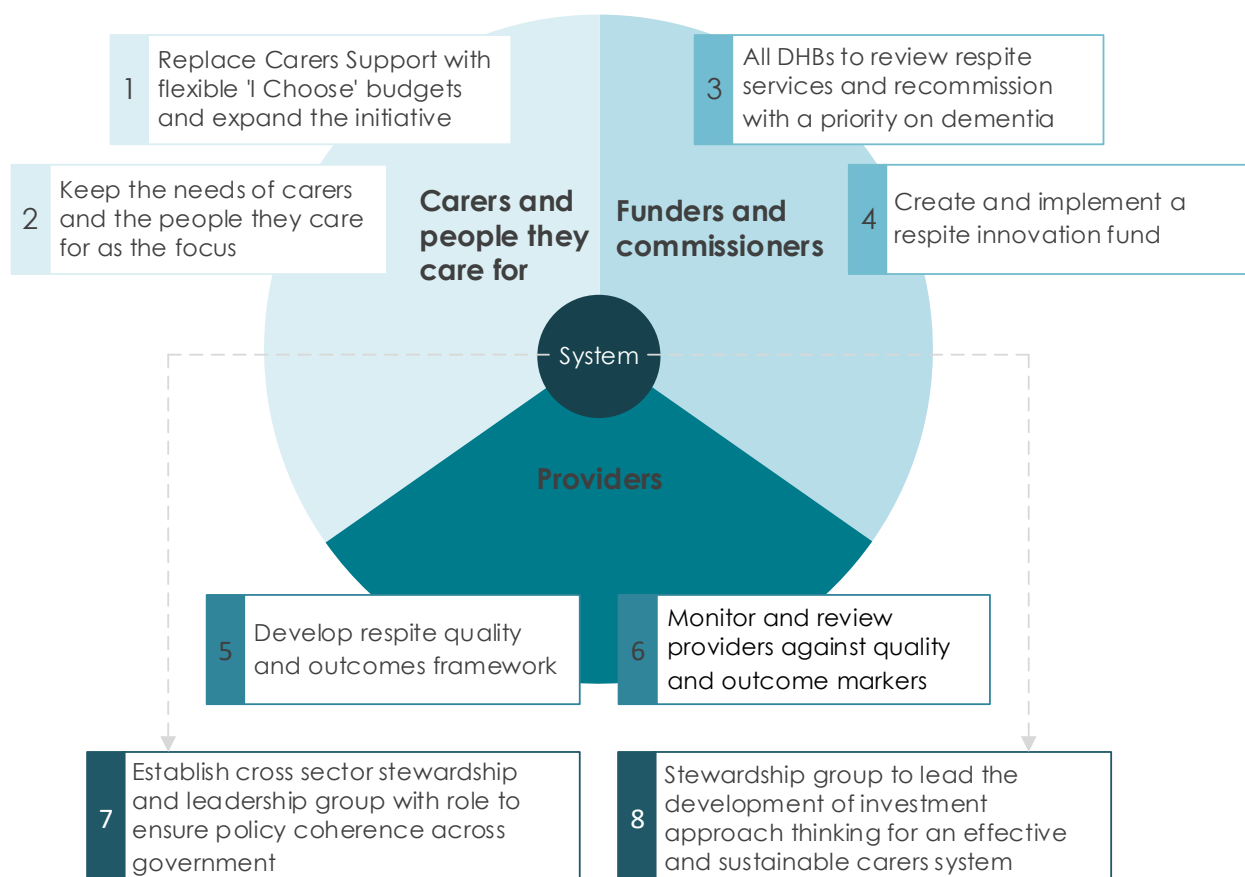 1
Replace Carers Support with
flexible 'I Choose' budgets
and expand the initiative
2
Keep the needs of carers
and the people they care
for as the focus
3
All DHBs to review respite
services and recommission
with a priority on dementia
4
Create and implement a
respite innovation fund
Carers and
people they
care for
Funders and
commissioners
System
Providers
5
Develop respite quality
and outcomes framework
6
Monitor and review
providers against quality
and outcome markers
7
Establish cross sector stewardship
and leadership group with role to
ensure policy coherence across
government
8
Stewardship group to lead the
development of investment
approach thinking for an effective
and sustainable carers system